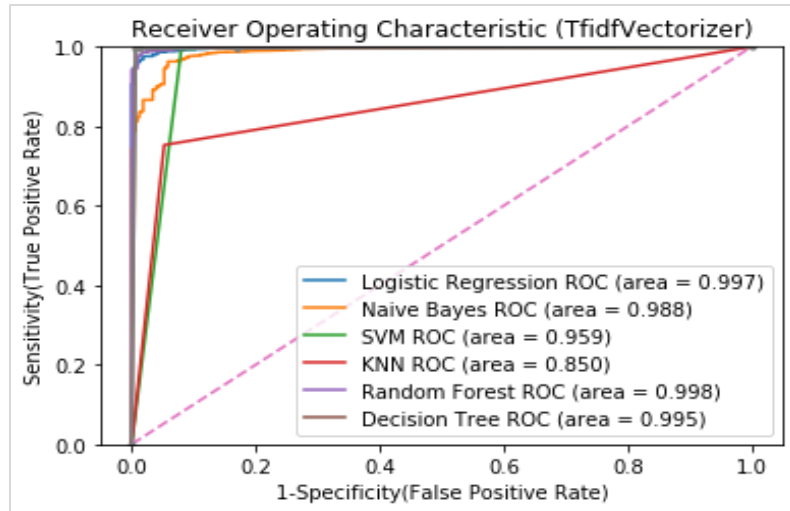 Receiver Operating Characteristic (TfidfVectorizer)
1.0
0.8
0.6
0.4
0.2
0.0
Sensitivity(True Positive Rate)
Logistic Regression ROC (area = 0.997)
Naive Bayes ROC (area = 0.988)
SVM ROC (area = 0.959)
KNN ROC (area = 0.850)
Random Forest ROC (area = 0.998)
Decision Tree ROC (area = 0.995)
0.0 0.2 0.4 0.6 0.8 1.0
1-Specificity(False Positive Rate)